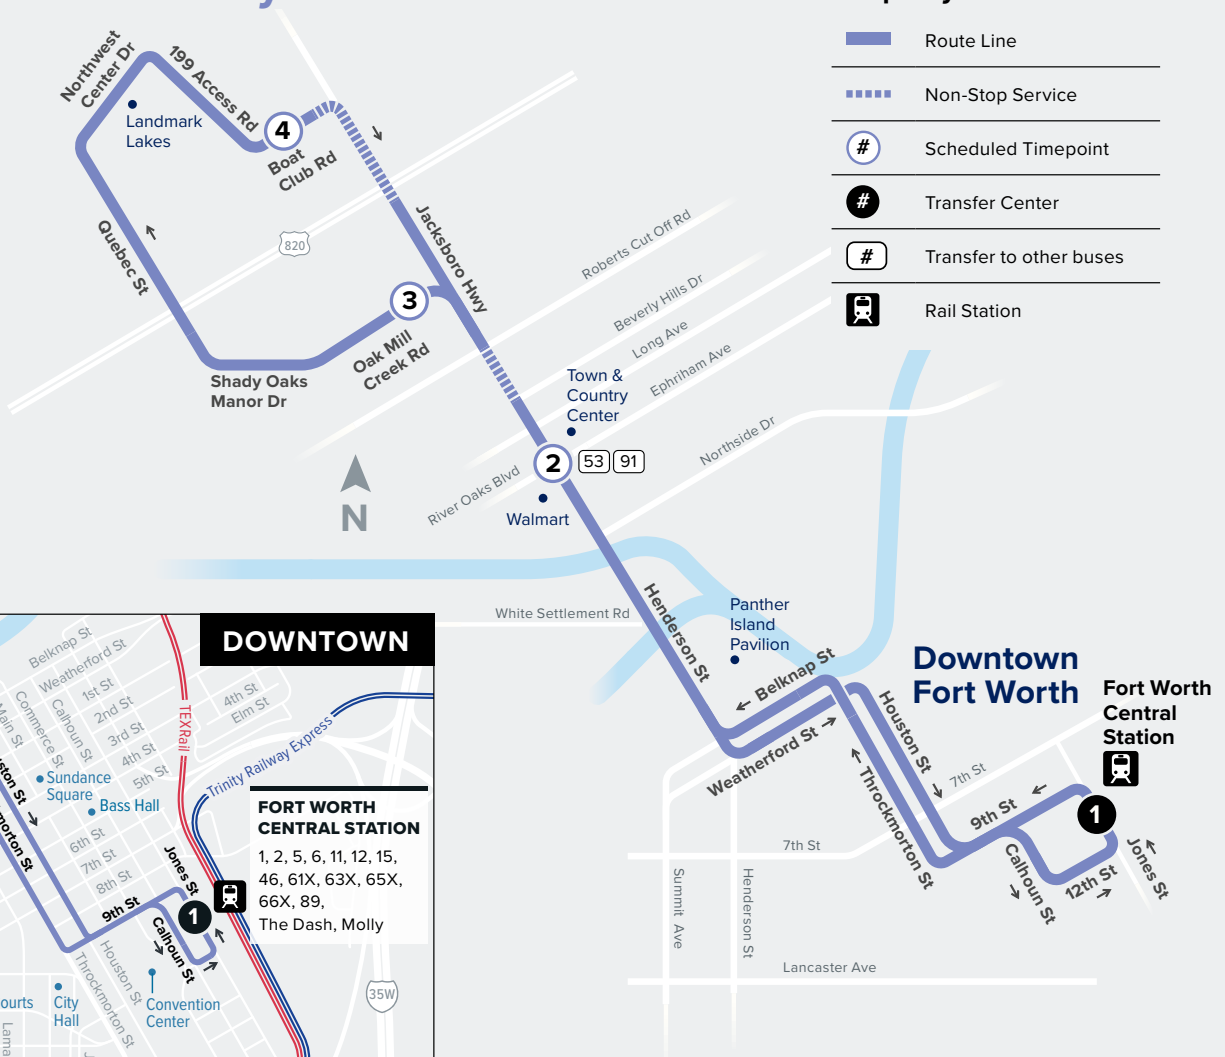 Route Line
Non-Stop Service
#
Scheduled Timepoint
#
Transfer Center
#
Transfer to other buses
Rail Station
Northwest
Center Dr
199 Access Rd
Landmark
Lakes
4
Boat
Club Rd
Quebec St
820
Jacksboro Hwy
Roberts Cut Off Rd
3
Oak Mill
Creek Rd
Shady Oaks
Manor Dr
Beverly Hills Dr
Long Ave
Ephriham Ave
Town &
Country
Center
Northside Dr
2
53
91
River Oaks Blvd
Walmart
N
White Settlement Rd
Henderson St
Panther
Island
Pavilion
Belknap St
Weatherford St
Downtown
Fort Worth
Fort Worth
Central
Station
Houston St
Throckmorton St
7th St
9th St
1
Jones St
Calhoun St
12th St
7th St
Summit Ave
Henderson St
Lancaster Ave
DOWNTOWN
Belknap St
Weatherford St
1st St
2nd St
3rd St
4th St
5th St
Main St
Commerce St
Calhoun St
4th St
Elm St
TEXRail
Trinity Railway Express
Sundance
Square
Bass Hall
6th St
7th St
8th St
9th St
Jones St
Calhoun St
1
Houston St
Throckmorton St
City
Hall
Convention
Center
35W
FORT WORTH
CENTRAL STATION
1, 2, 5, 6, 11, 12, 15,
46, 61X, 63X, 65X,
66X, 89,
The Dash, Molly